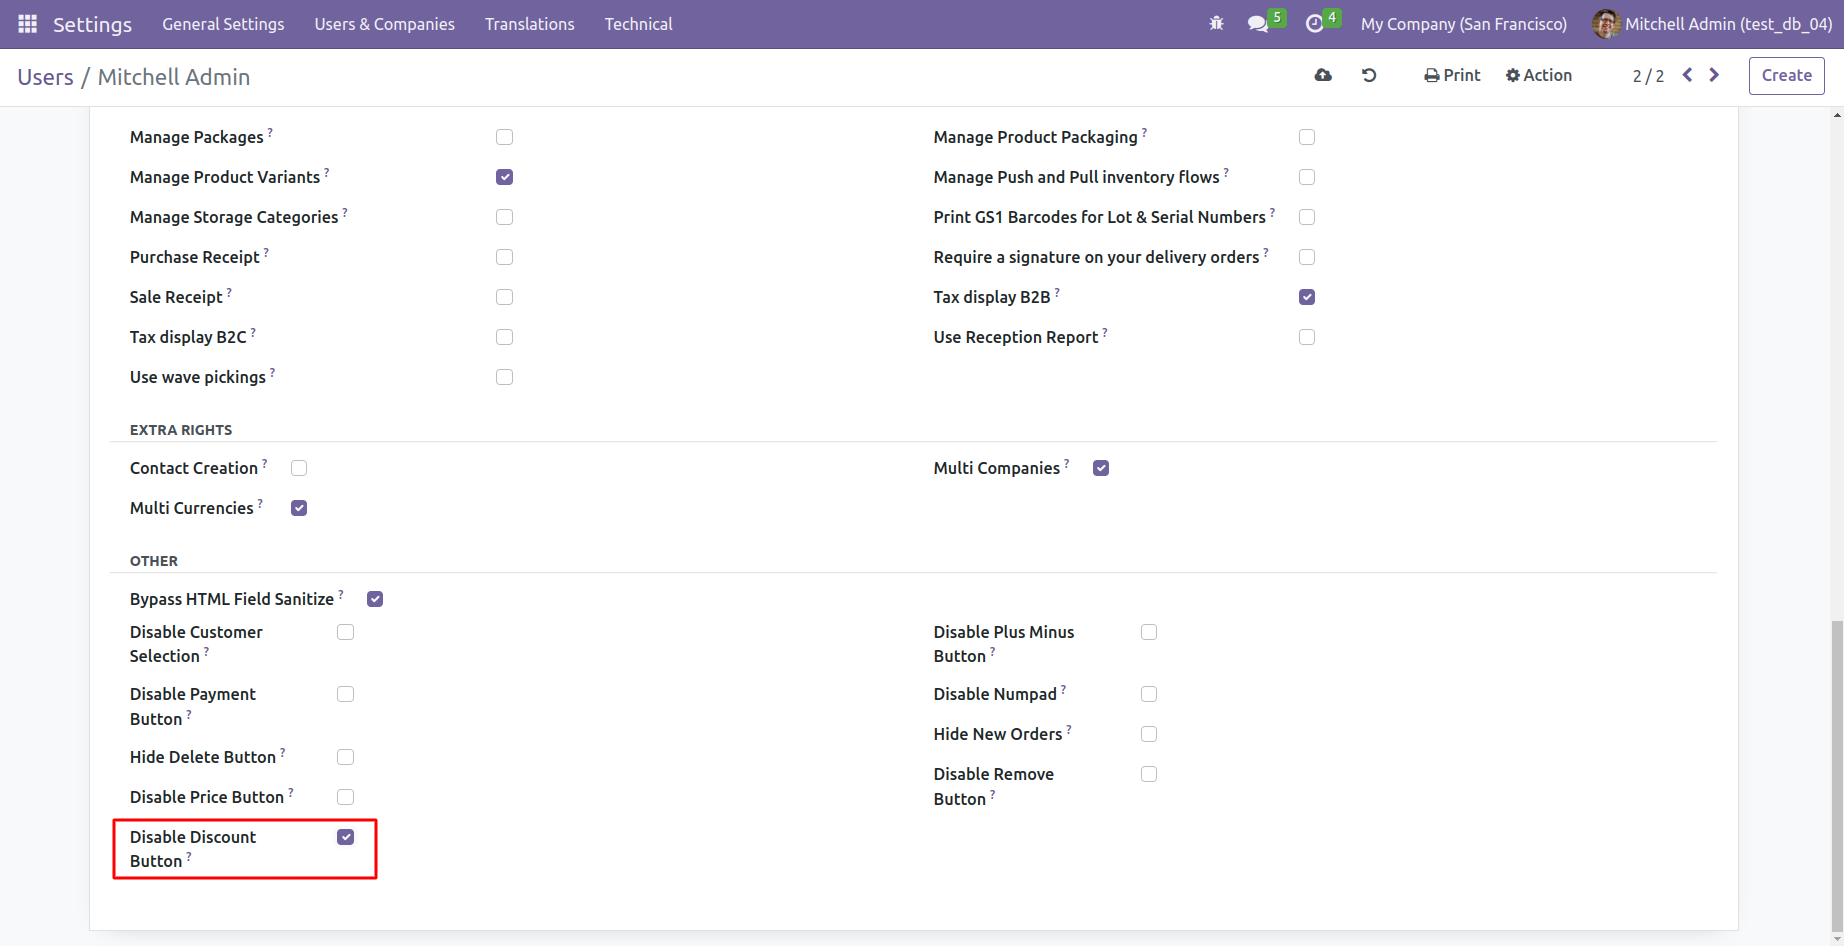 Settings General Settings Users & Companies Translations Technical 5 4 My Company (San Francisco) Mitchell Admin (test_db_04)
Users / Mitchell Admin Print Action 2 / 2 Create
Manage Packages ? Manage Product Packaging ?
Manage Product Variants ? Manage Push and Pull inventory flows ?
Manage Storage Categories ? Print GS1 Barcodes for Lot & Serial Numbers ?
Purchase Receipt ? Require a signature on your delivery orders ?
Sale Receipt ? Tax display B2B ?
Tax display B2C ? Use Reception Report ?
Use wave pickings ?
EXTRA RIGHTS
Contact Creation ? Multi Companies ?
Multi Currencies ?
OTHER
Bypass HTML Field Sanitize ?
Disable Customer
Selection ?
Disable Plus Minus
Button ?
Disable Payment
Button ?
Disable Numpad ?
Hide New Orders ?
Hide Delete Button ?
Disable Remove
Button ?
Disable Price Button ?
Disable Discount
Button ?